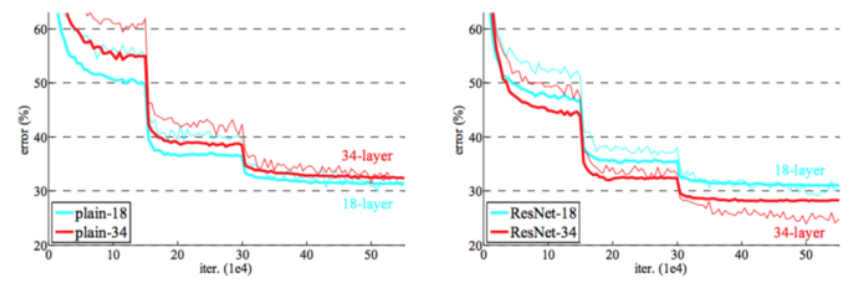 60
50
40
30
20
error (%)
34-layer
18-layer
plain-18
plain-34
0
10
20
30
40
50
iter. (1e4)
60
50
40
30
20
error (%)
18-layer
34-layer
ResNet-18
ResNet-34
0
10
20
30
40
50
iter. (1e4)